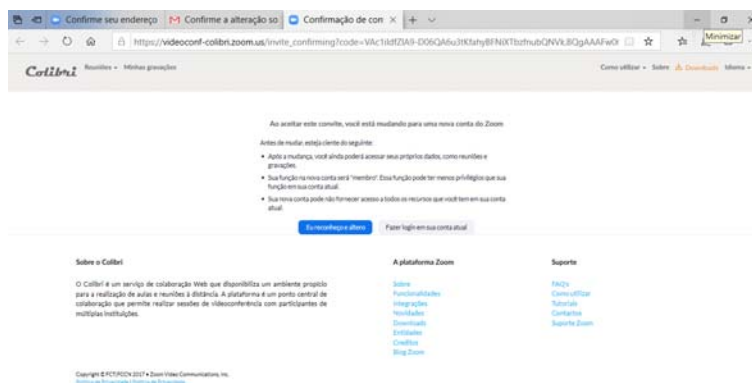 Confirme seu endereço
Confirme a alteração so
Confirmação de con
https://videoconf-colibri.zoom.us/invite_confirming?code=
Minimizar
Colibri
Reuniões
Minhas gravações
Como utilizar
Sobre
Downloads
Idioma
Ao aceitar este convite, você está mudando para uma nova conta do Zoom
Antes de mudar, esteja ciente do seguinte:
• Após a mudança, você ainda poderá acessar seus próprios dados, como reuniões e
gravações.
• Sua função na nova conta será "membro". Essa função pode ter menos privilégios que sua
função em sua conta atual.
• Sua nova conta pode não fornecer acesso a todos os recursos que você tem em sua conta
atual.
Eu reconheço e altero
Fazer login em sua conta atual
Sobre o Colibri
O Colibri é um serviço de colaboração Web que disponibiliza um ambiente propício
para a realização de aulas e reuniões à distância. A plataforma é um ponto central de
colaboração que permite realizar sessões de vídeoconferência com participantes de
múltiplas instituições.
A plataforma Zoom
Sobre
Funcionalidades
Integrações
Novidades
Downloads
Entidades
Creditos
Blog Zoom
Suporte
FAQ's
Como utilizar
Tutoriais
Contactos
Suporte Zoom
Copyright © FCT|FCCN 2017 • Zoom Video Communications, Inc.
Política de Privacidade | Política de Privacidade